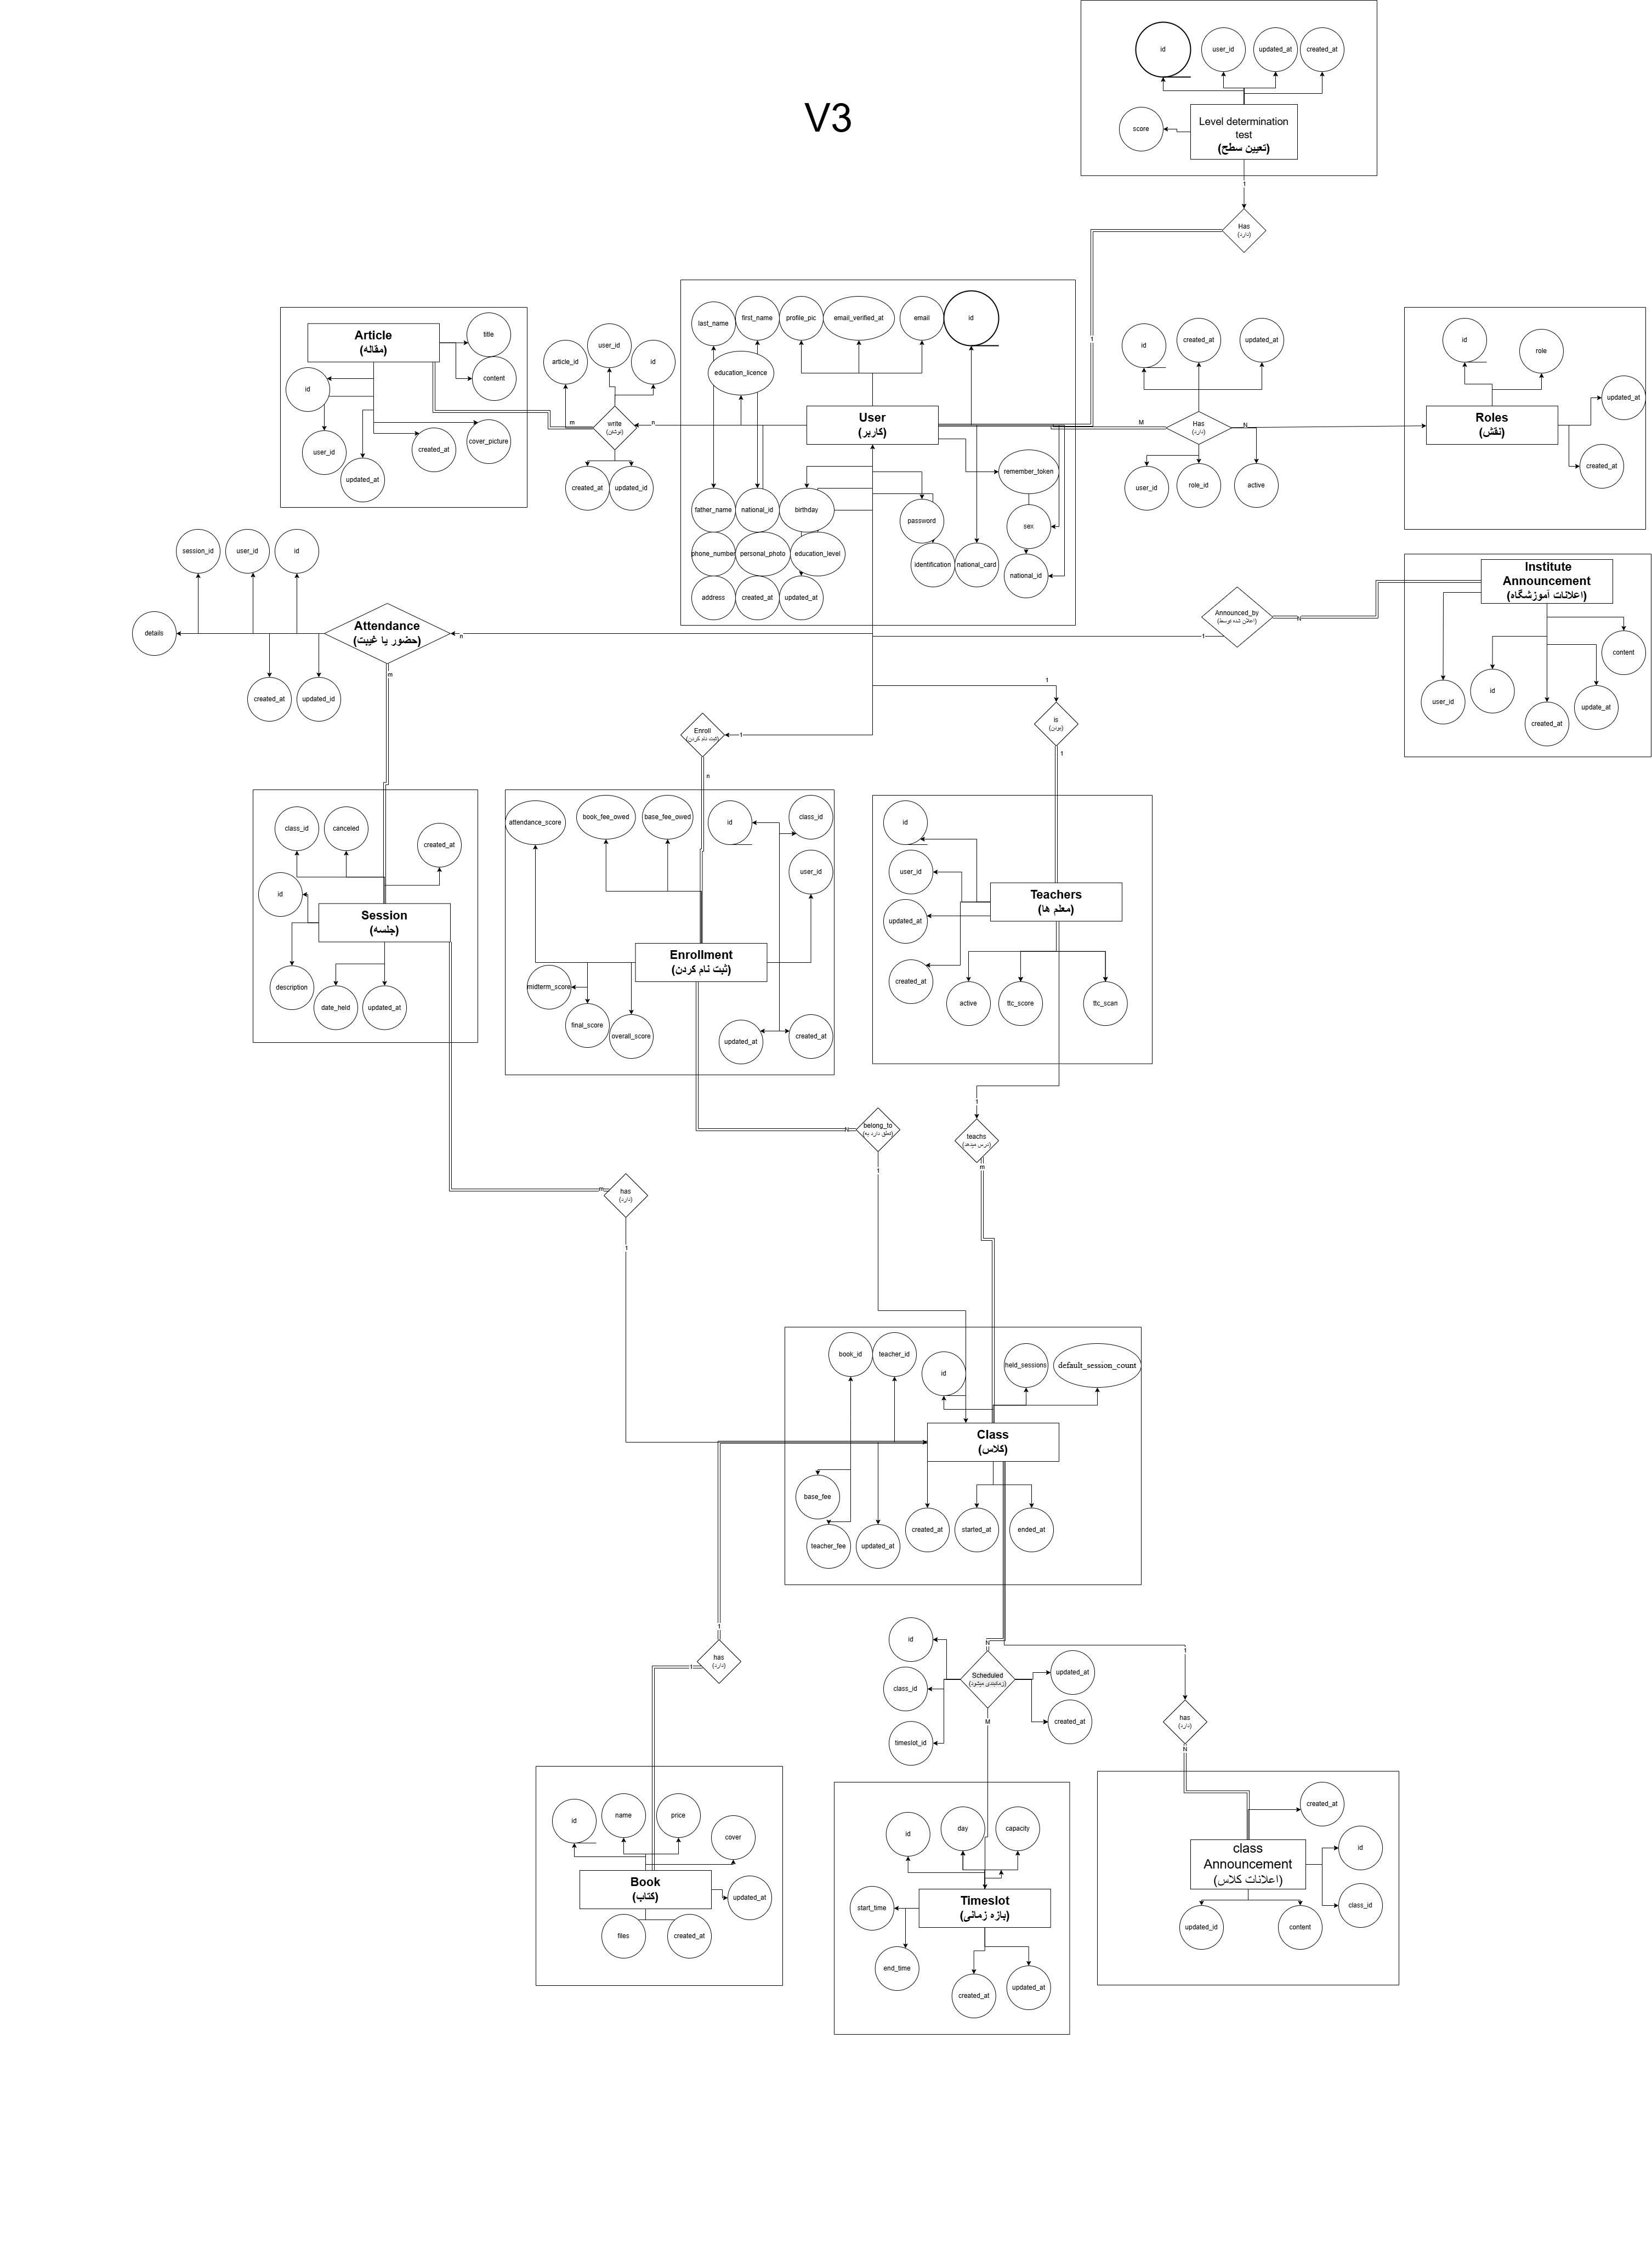 V3
id
user_id
updated_at
created_at
score
Level determination
test
(تعیین سطح)
1
Has
(دارد)
1
Article
(مقاله)
title
content
id
user_id
updated_at
created_at
cover_picture
article_id
user_id
id
m
write
(نوشتن)
n
created_at
updated_id
last_name
first_name
profile_pic
email_verified_at
email
id
education_licence
User
(کاربر)
remember_token
father_name
national_id
birthday
password
sex
phone_number
personal_photo
education_level
identification
national_card
national_id
address
created_at
updated_at
id
created_at
updated_at
M
Has
(دارد)
N
user_id
role_id
active
id
role
Roles
(نقش)
updated_at
created_at
session_id
user_id
id
details
Attendance
(حضور یا غیبت)
n
m
created_at
updated_id
Announced_by
(اعلان شده توسط)
1
N
Institute
Announcement
(اعلانات آموزشگاه)
content
user_id
id
created_at
update_at
Enroll
(ثبت نام کردن)
1
n
1
is
(بودن)
1
class_id
canceled
created_at
id
Session
(جلسه)
description
date_held
updated_at
attendance_score
book_fee_owed
base_fee_owed
id
class_id
user_id
Enrollment
(ثبت نام کردن)
midterm_score
final_score
overall_score
updated_at
created_at
id
user_id
updated_at
created_at
Teachers
(معلم ها)
active
ttc_score
ttc_scan
N
belong_to
(تعلق دارد به)
1
1
teachs
(درس میدهد)
m
m
has
(دارد)
1
book_id
teacher_id
id
held_sessions
default_session_count
Class
(کلاس)
base_fee
teacher_fee
updated_at
created_at
started_at
ended_at
1
has
(دارد)
1
id
class_id
timeslot_id
N
Scheduled
(زمانبندی میشود)
M
updated_at
created_at
1
has
(دارد)
N
id
name
price
cover
Book
(کتاب)
updated_at
files
created_at
id
day
capacity
start_time
Timeslot
(بازه زمانی)
end_time
created_at
updated_at
created_at
class
Announcement
(اعلانات کلاس)
id
class_id
updated_id
content